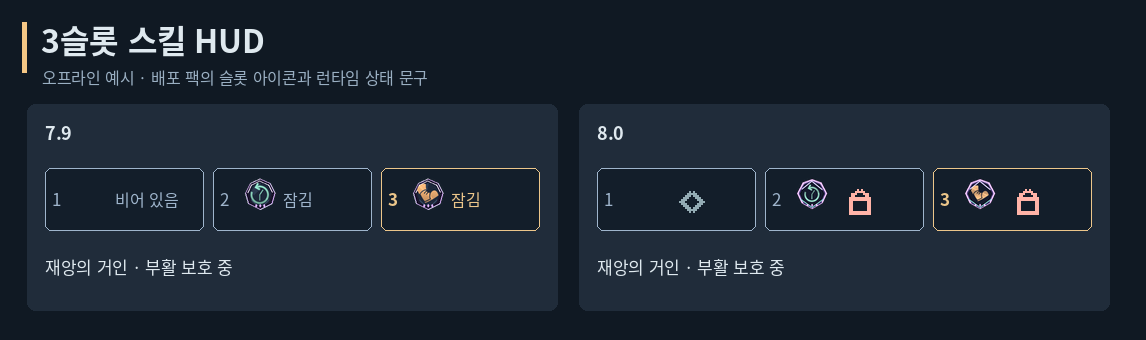 3슬롯 스킬 HUD
오프라인 예시 · 배포 팩의 슬롯 아이콘과 런타임 상태 문구
7.9
1 비어 있음 2 잠김 3 잠김
재앙의 거인 · 부활 보호 중
8.0
1 2 3
재앙의 거인 · 부활 보호 중